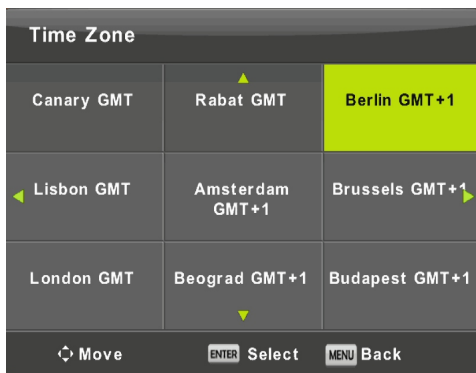 Time Zone
Canary GMT
Rabat GMT
Berlin GMT+1
Lisbon GMT
Amsterdam
GMT+1
Brussels GMT+1
London GMT
Beograd GMT+1
Budapest GMT+1
Move
ENTER Select
MENU Back